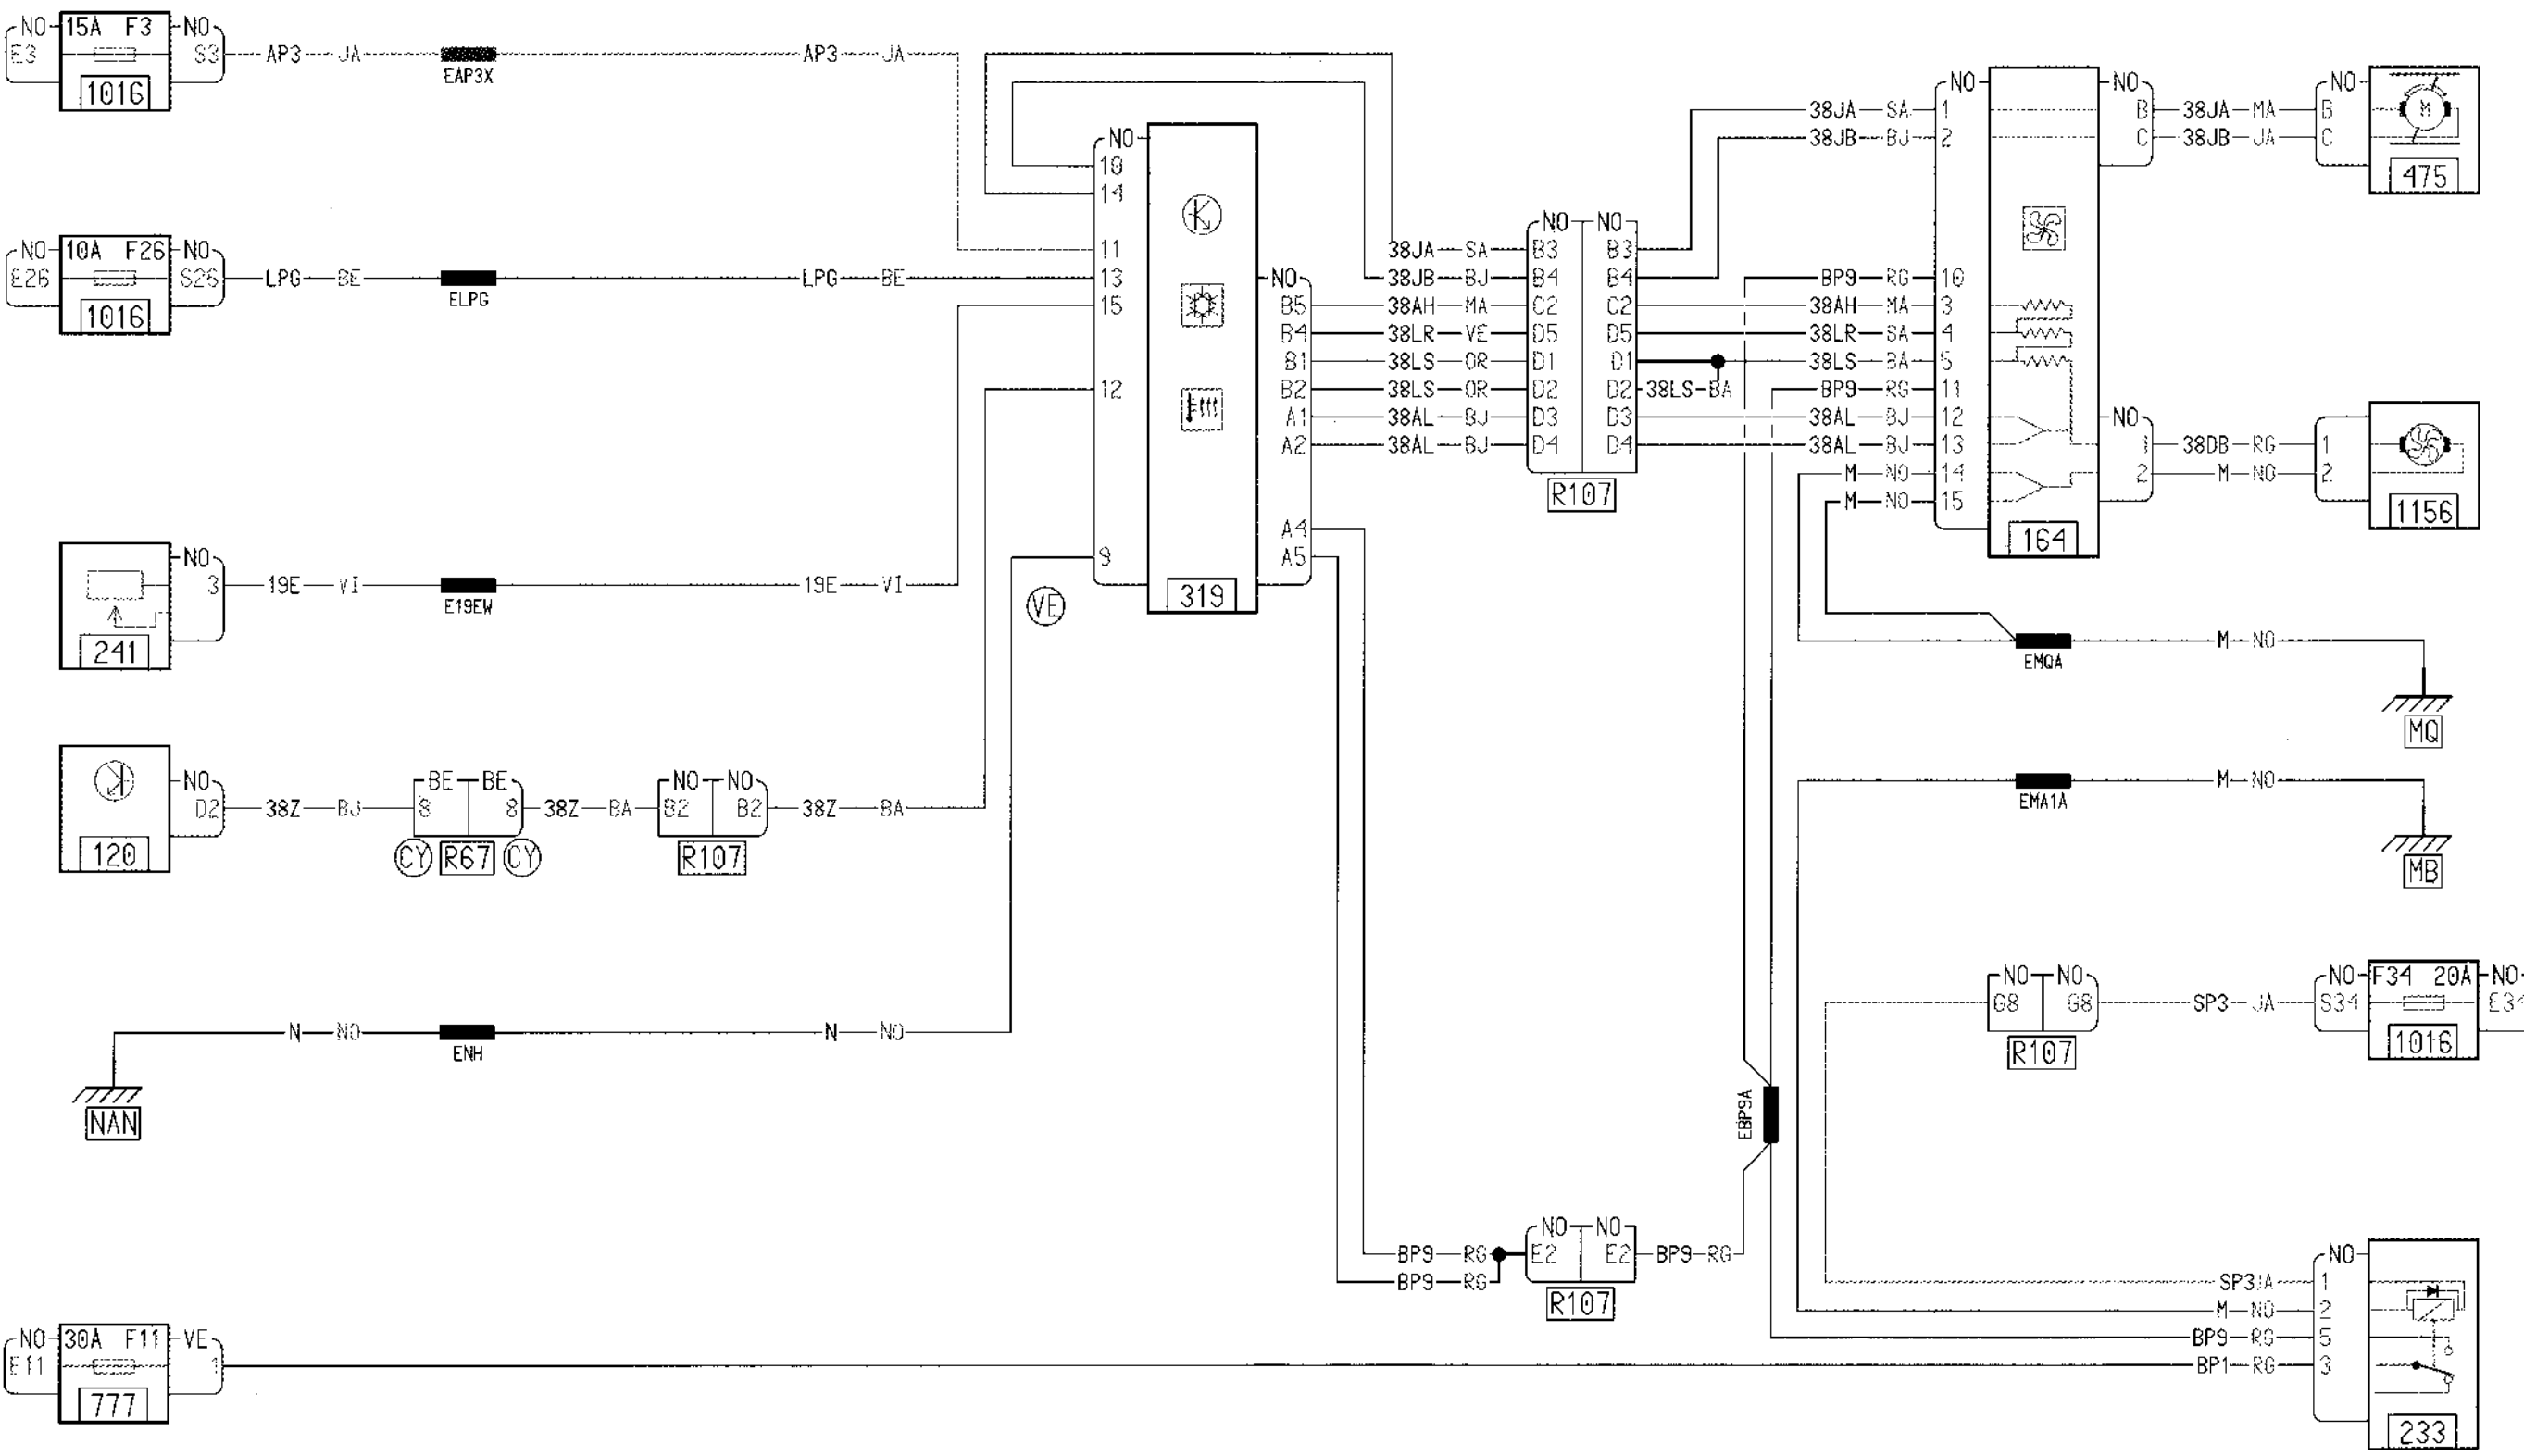 NO 15A F3 NO
E3 S3 AP3 JA AP3 JA
1016 EAP3X
NO 10A F26 NO
E26 S26 LPG BE LPG BE
1016 ELPG
NO
3 19E VI 19E VI
241 E19EW
NO BE BE NO NO
D2 38Z BJ 8 8 38Z BA B2 B2 38Z BA
120 CY R67 CY R107
N NO N NO
ENH
NAN
NO 30A F11 VE
E11 1
777
NO
10
14
11
13
15
12
9
VE
319
NO
B5 38AH MA C2
B4 38LR VE D5
B1 38LS OR D1
B2 38LS OR D2
A1 38AL BJ D3
A2 38AL BJ D4
A4
A5
NO NO
38JA SA B3 B3
38JB BJ B4 B4
C2
D5
D1
D2 38LS-BA
D3
D4
R107
NO
38JA SA 1
38JB BJ 2
BP9 RG 10
38AH MA 3
38LR SA 4
38LS BA 5
BP9 RG 11
38AL BJ 12
38AL BJ 13
M NO 14
M NO 15
164
NO NO
B 38JA MA B
C 38JB JA C
M
475
NO
1 38DB RG 1
2 M NO 2
1156
M NO
EMQA
MQ
M NO
EMA1A
MB
NO NO NO F34 20A NO
G8 G8 SP3 JA S34 E34
R107 1016
EBP9A
NO NO
BP9 RG E2 E2 BP9 RG
BP9 RG
R107
NO
SP3JA 1
M NO 2
BP9 RG 5
BP1 RG 3
233